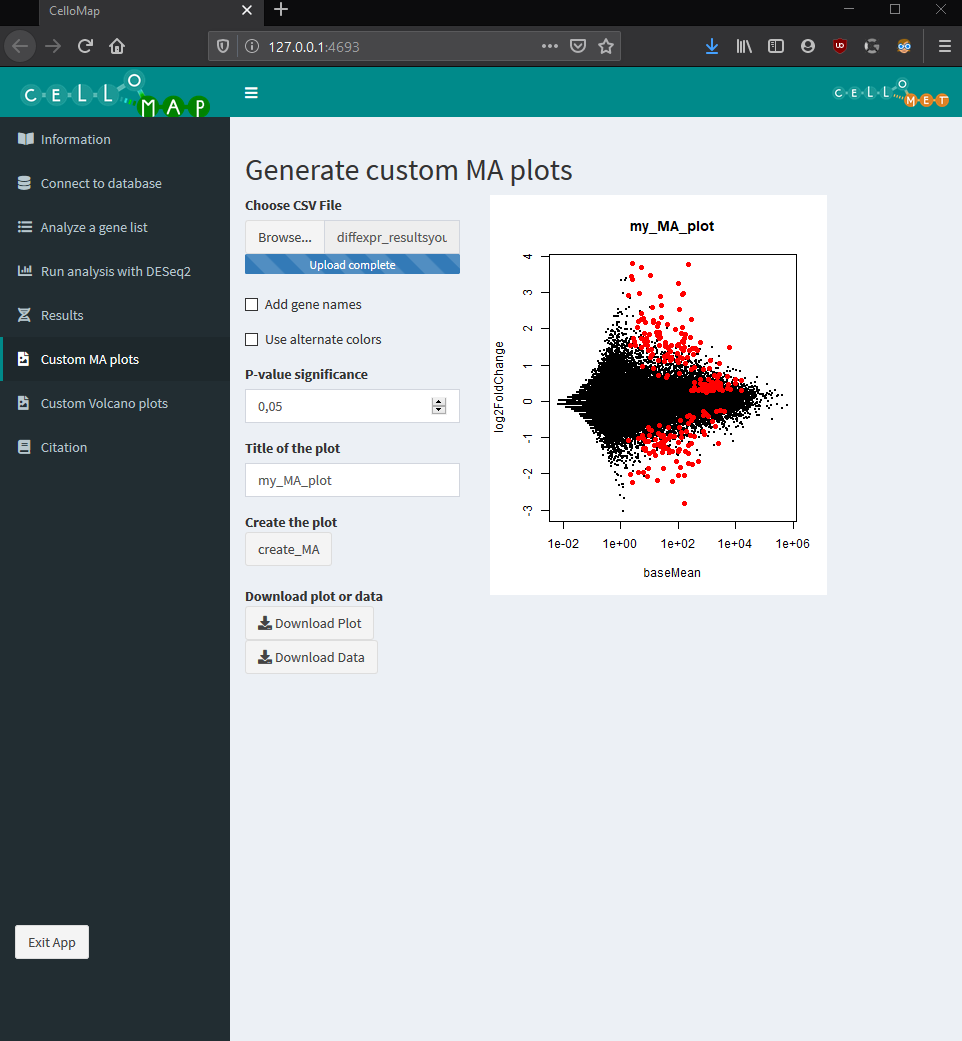 CelloMap
127.0.0.1:4693
CELLO
MAP
CELLO
MET
Information
Connect to database
Analyze a gene list
Run analysis with DESeq2
Results
Custom MA plots
Custom Volcano plots
Citation
Exit App
Generate custom MA plots
Choose CSV File
Browse...
diffexpr_resultsyou
Upload complete
Add gene names
Use alternate colors
P-value significance
0,05
Title of the plot
my_MA_plot
Create the plot
create_MA
Download plot or data
Download Plot
Download Data
my_MA_plot
log2FoldChange
4
3
2
1
0
-1
-2
-3
1e-02 1e+00 1e+02 1e+04 1e+06
baseMean